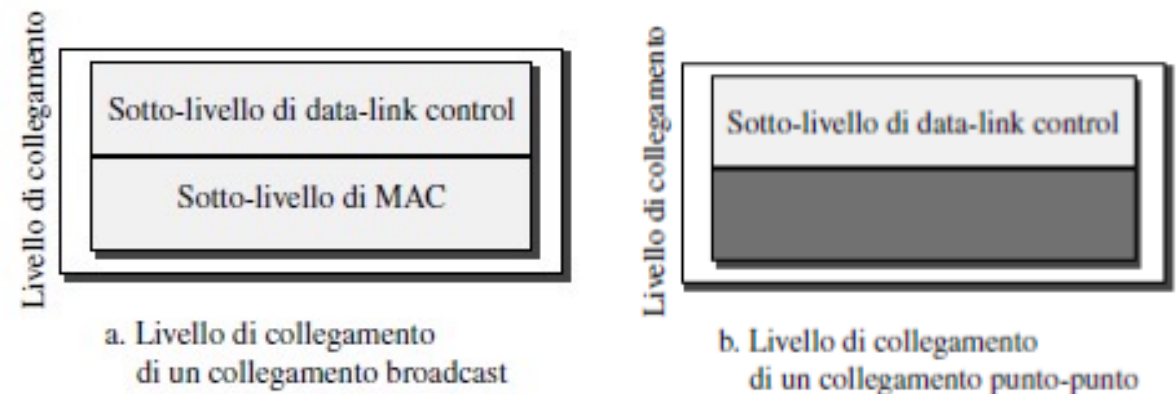 Livello di collegamento
Sotto-livello di data-link control
Sotto-livello di MAC
a. Livello di collegamento
di un collegamento broadcast
Livello di collegamento
Sotto-livello di data-link control
b. Livello di collegamento
di un collegamento punto-punto